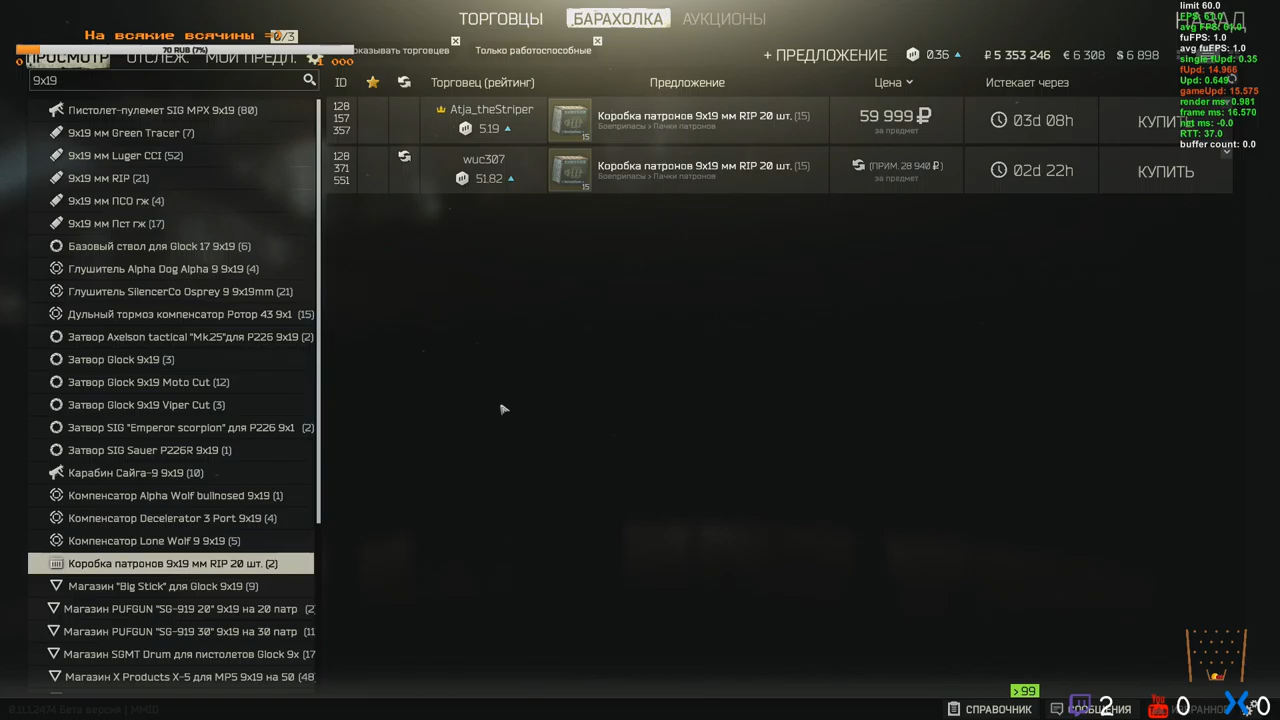 ТОРГОВЦЫ
БАРАХОЛКА
АУКЦИОНЫ
НАЗАД
На всякие всячины
0/3
70 RUB (7%)
Только работоспособные
+ ПРЕДЛОЖЕНИЕ
0.36
₽ 5 353 246
€ 6 308
$ 6 898
ПРОСМОТР
ОТСЛЕЖ.
МОИ ПРЕДЛ.
limit 60.0
fuFPS: 1.0
avg fuFPS: 1.0
singlefUpd: 0.35
fUpd: 14.966
Upd: 0.649
gameUpd: 15.575
render ms: 0.981
frame ms: 16.570
RTT: 37.0
buffer count: 0.0
9x19
ID
Торговец (рейтинг)
Предложение
Цена
Истекает через
128 157 357
Atja_theStriper
5.19
Коробка патронов 9x19 мм RIP 20 шт. (15)
Боеприпасы > Пачки патронов
15
59 999 ₽
за предмет
03d 08h
128 371 551
wuc307
51.82
Коробка патронов 9x19 мм RIP 20 шт. (15)
Боеприпасы > Пачки патронов
15
(ПРИМ. 28 940 ₽)
за предмет
02d 22h
КУПИТЬ
Пистолет-пулемет SIG MPX 9x19 (80)
9x19 мм Green Tracer (7)
9x19 мм Luger CCI (52)
9x19 мм RIP (21)
9x19 мм ПСО гж (4)
9x19 мм Пст гж (17)
Базовый ствол для Glock 17 9x19 (6)
Глушитель Alpha Dog Alpha 9 9x19 (4)
Глушитель SilencerCo Osprey 9 9x19mm (21)
Дульный тормоз компенсатор Ротор 43 9x1 (15)
Затвор Axelson tactical "Mk.25"для P226 9x19 (2)
Затвор Glock 9x19 (3)
Затвор Glock 9x19 Moto Cut (12)
Затвор Glock 9x19 Viper Cut (3)
Затвор SIG "Emperor scorpion" для P226 9x1 (2)
Затвор SIG Sauer P226R 9x19 (1)
Карабин Сайга-9 9x19 (10)
Компенсатор Alpha Wolf bullnosed 9x19 (1)
Компенсатор Decelerator 3 Port 9x19 (4)
Компенсатор Lone Wolf 9 9x19 (5)
Коробка патронов 9x19 мм RIP 20 шт. (2)
Магазин "Big Stick" для Glock 9x19 (9)
Магазин PUFGUN "SG-919 20" 9x19 на 20 патр (2
Магазин PUFGUN "SG-919 30" 9x19 на 30 патр (11
Магазин SGMT Drum для пистолетов Glock 9x (17
Магазин X Products X-5 для MP5 9x19 на 50 (48
>99
СПРАВОЧНИК
СООБЩЕНИЯ
2
You
0
0